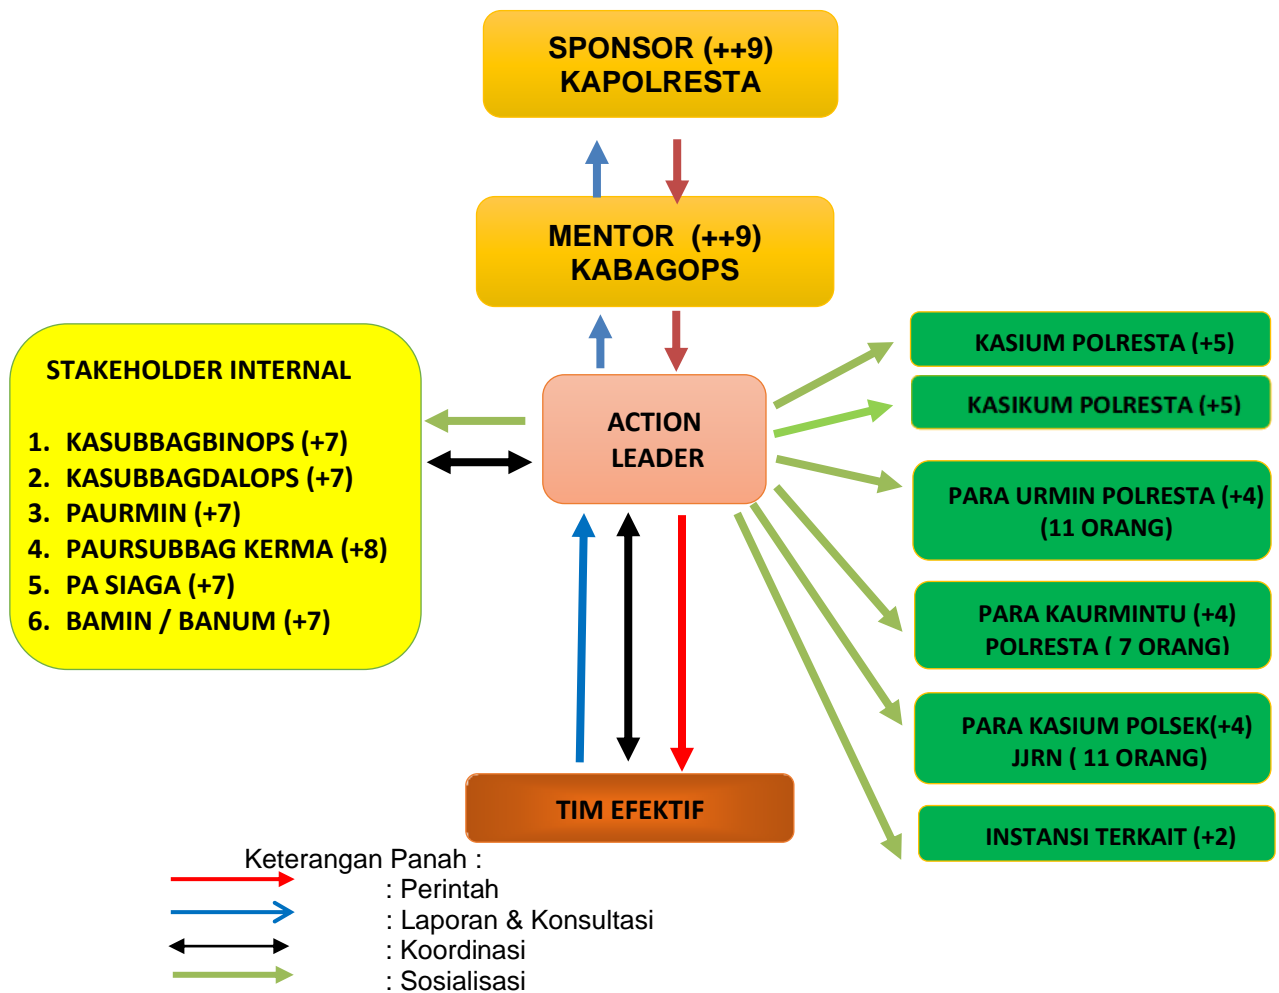 SPONSOR (++9)
KAPOLRESTA
MENTOR  (++9)
KABAGOPS
STAKEHOLDER INTERNAL
1. KASUBBAGBINOPS (+7)
2. KASUBBAGDALOPS (+7)
3. PAURMIN (+7)
4. PAURSUBBAG KERMA (+8)
5. PA SIAGA (+7)
6. BAMIN / BANUM (+7)
ACTION
LEADER
KASIUM POLRESTA (+5)
KASIKUM POLRESTA (+5)
PARA URMIN POLRESTA (+4)
(11 ORANG)
PARA KAURMINTU (+4)
POLRESTA ( 7 ORANG)
PARA KASIUM POLSEK(+4)
JJRN ( 11 ORANG)
INSTANSI TERKAIT (+2)
TIM EFEKTIF
Keterangan Panah :
: Perintah
: Laporan & Konsultasi
: Koordinasi
: Sosialisasi